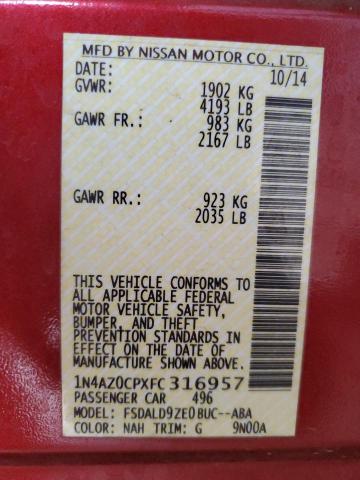 MFD BY NISSAN MOTOR CO., LTD.
DATE: 10/14
GVWR: 1902 KG
4193 LB
GAWR FR.: 983 KG
2167 LB
GAWR RR.: 923 KG
2035 LB
THIS VEHICLE CONFORMS TO
ALL APPLICABLE FEDERAL
MOTOR VEHICLE SAFETY,
BUMPER, AND THEFT
PREVENTION STANDARDS IN
EFFECT ON THE DATE OF
MANUFACTURE SHOWN ABOVE.
1N4AZ0CPXFC316957
PASSENGER CAR 496
MODEL: FSDALD9ZE0BUC--ABA
COLOR: NAH TRIM: G 9N00A